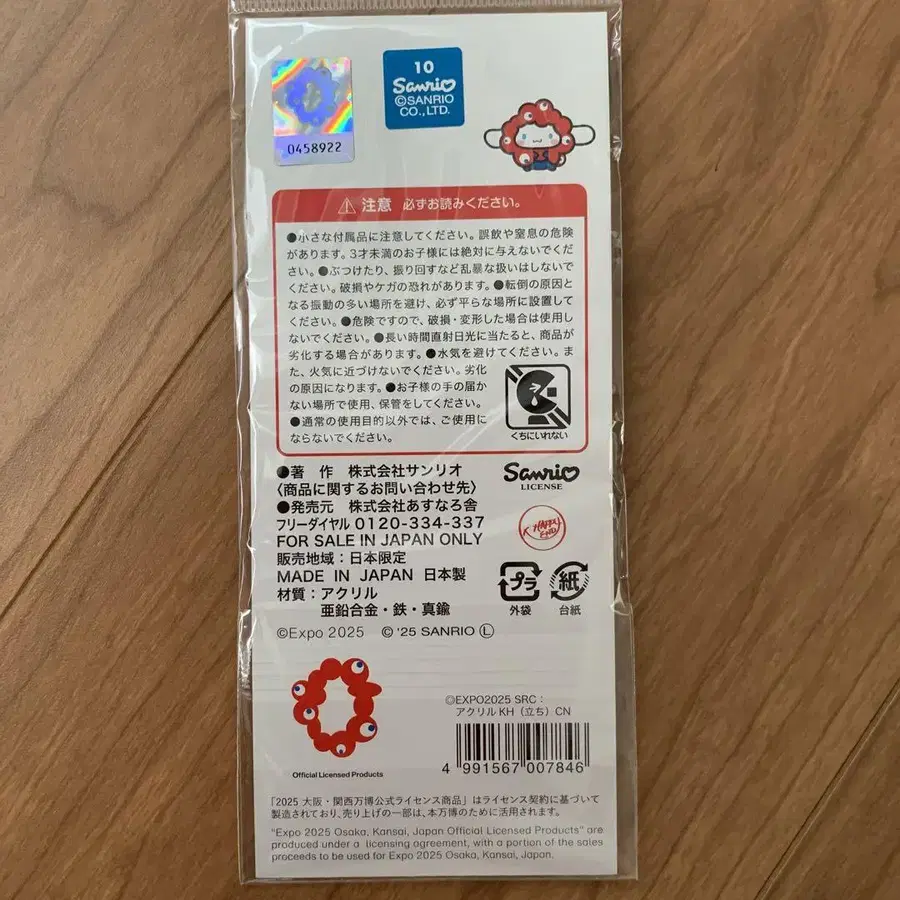 0458922
10
Sanrio
©SANRIO
CO.,LTD.
注意 必ずお読みください。
●小さな付属品に注意してください。誤飲や窒息の危険
があります。3才未満のお子様には絶対に与えないでくだ
さい。●ぶつけたり、振り回すなど乱暴な扱いはしないで
ください。破損やケガの恐れがあります。●転倒の原因と
なる振動の多い場所を避け、必ず平らな場所に設置して
ください。●危険ですので、破損・変形した場合は使用し
ないでください。●長い時間直射日光に当たると、商品が
劣化する場合があります。●水気を避けてください。ま
た、火気に近づけないでください。劣化
の原因になります。●お子様の手の届か
ない場所で使用、保管をしてください。
●通常の使用目的以外では、ご使用に
ならないでください。
くちにいれない
●著 作 株式会社サンリオ
〈商品に関するお問い合わせ先〉
●発売元 株式会社あすなろ舎
フリーダイヤル 0120-334-337
FOR SALE IN JAPAN ONLY
販売地域：日本限定
MADE IN JAPAN 日本製
材質：アクリル
亜鉛合金・鉄・真鍮
©Expo 2025 © '25 SANRIO Ⓛ
Sanrio
LICENSE
HAPPY
END
プラ
外袋
紙
台紙
Official Licensed Products
©EXPO2025 SRC：
アクリルKH（立ち）CN
4 991567 007846
「2025 大阪・関西万博公式ライセンス商品」はライセンス契約に基づいて
製造されており、売り上げの一部は、本万博のために活用されます。
"Expo 2025 Osaka, Kansai, Japan Official Licensed Products" are
produced under a licensing agreement, with a portion of the sales
proceeds to be used for Expo 2025 Osaka, Kansai, Japan.